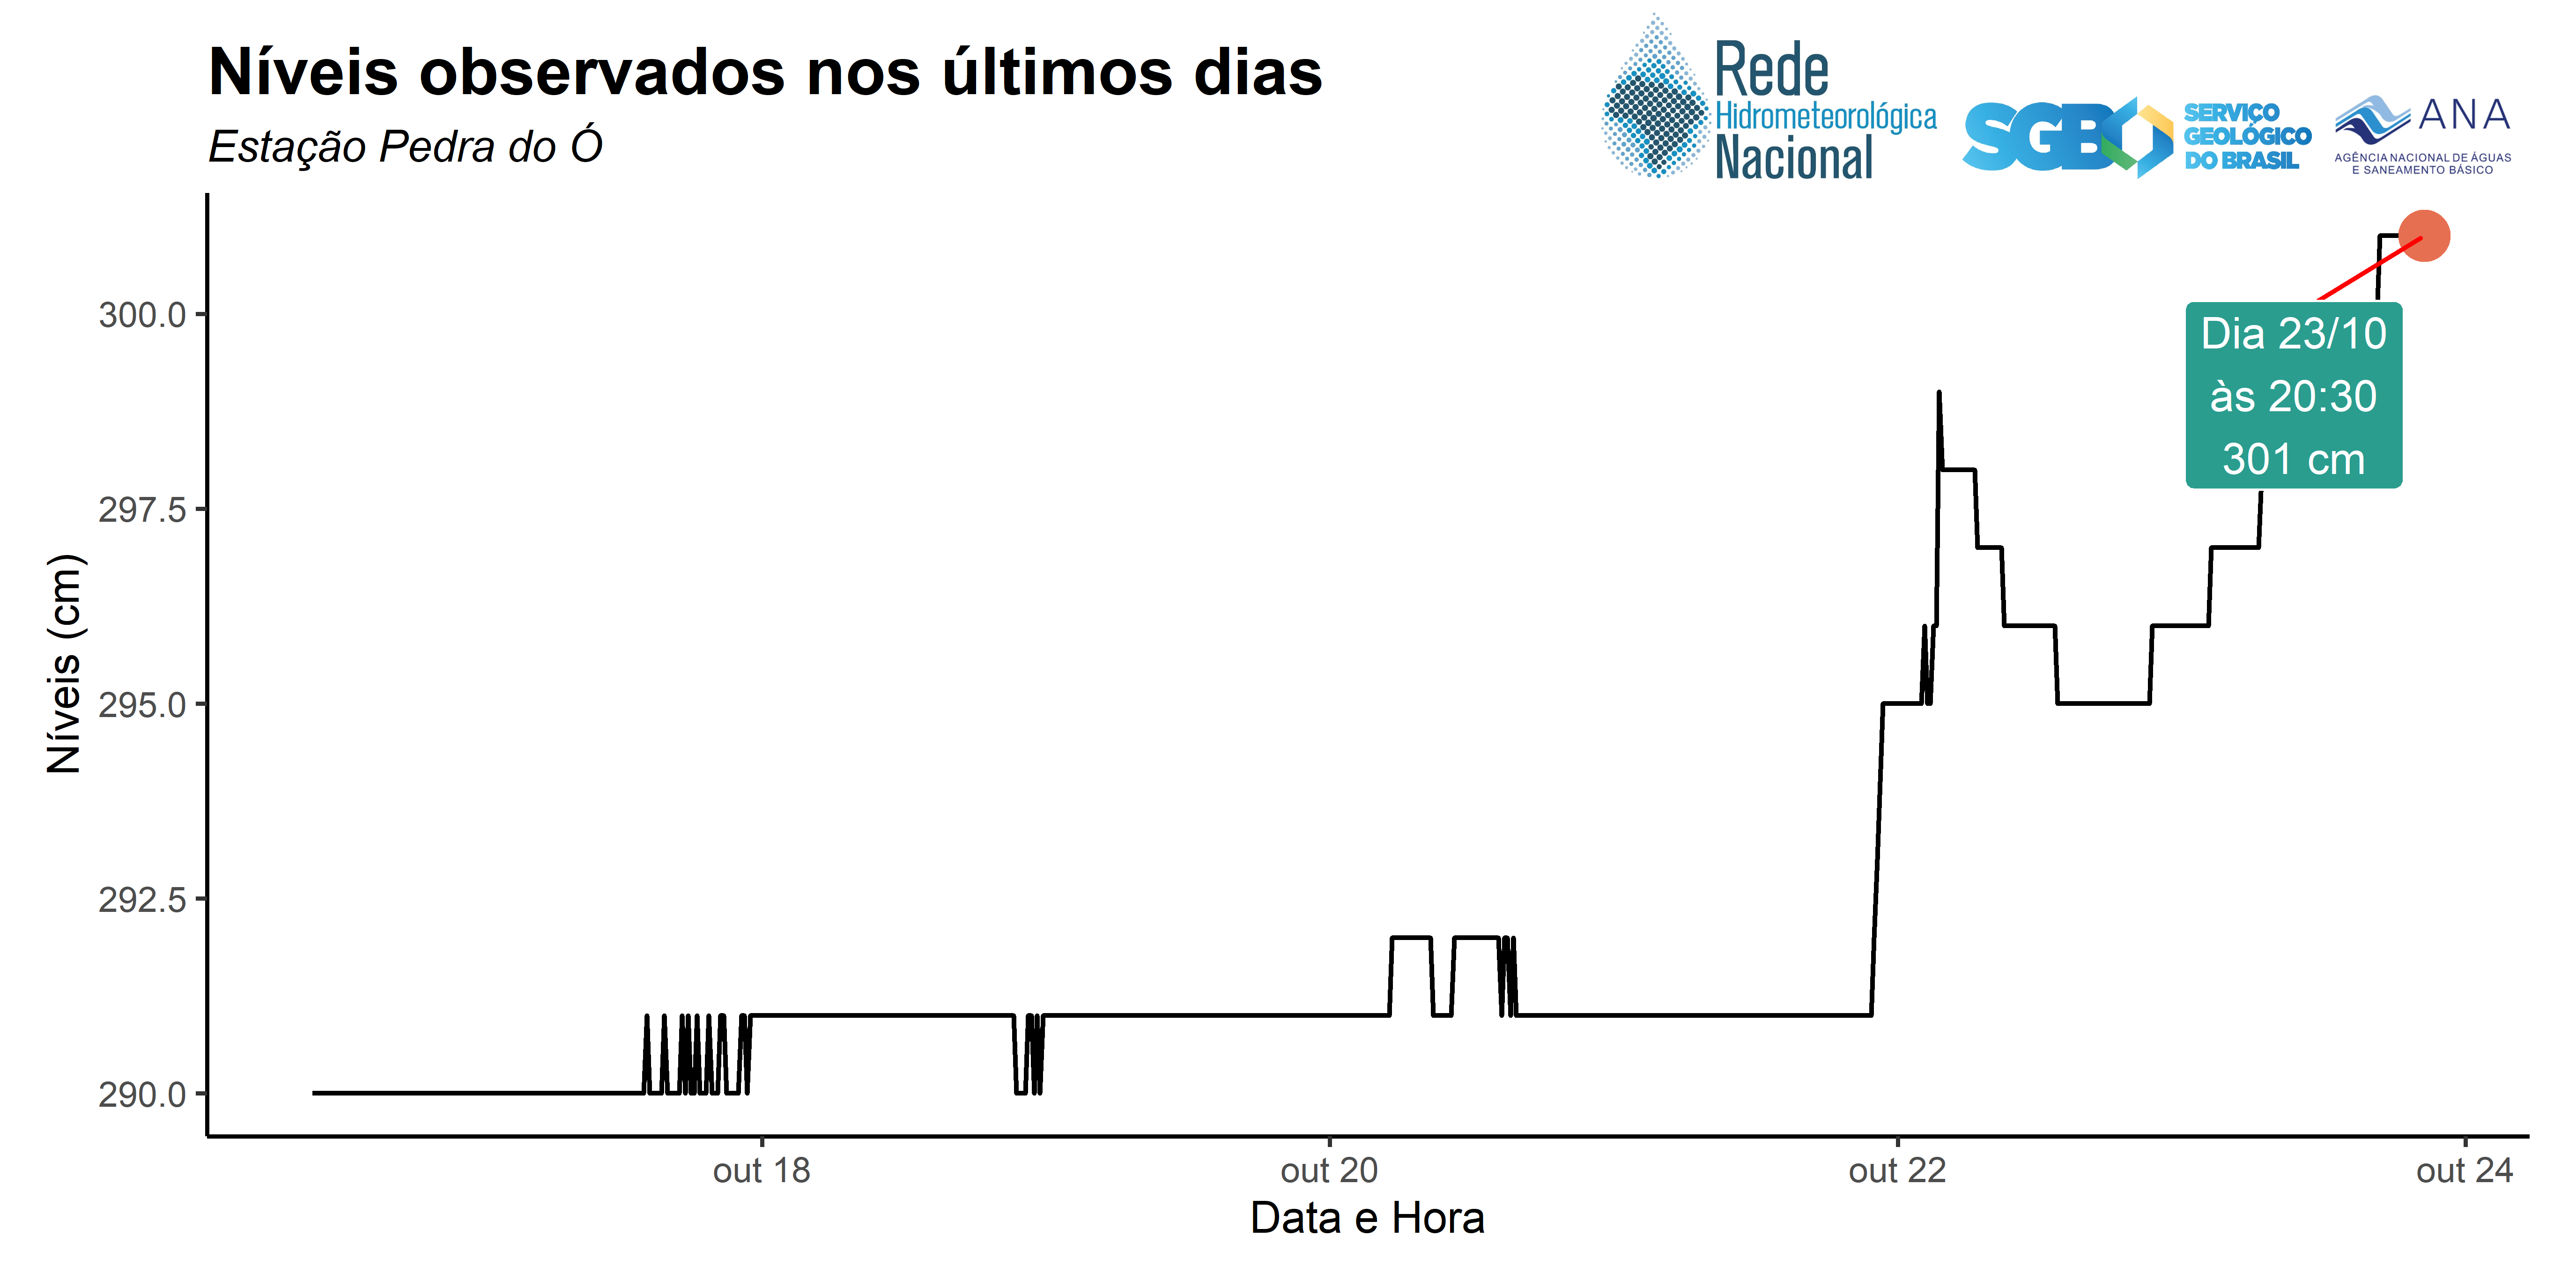 Níveis observados nos últimos dias
Estação Pedra do Ó
Rede
Hidrometeorológica
Nacional
SGB
SERVIÇO
GEOLÓGICO
DO BRASIL
ANA
AGÊNCIA NACIONAL DE ÁGUAS
E SANEAMENTO BÁSICO
Níveis (cm)
300.0
297.5
295.0
292.5
290.0
Dia 23/10
às 20:30
301 cm
out 18
out 20
out 22
out 24
Data e Hora